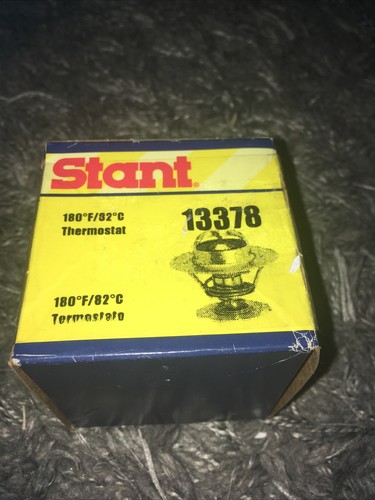 Stant®
180°F/82°C
Thermostat
13378
180°F/82°C
Termostato